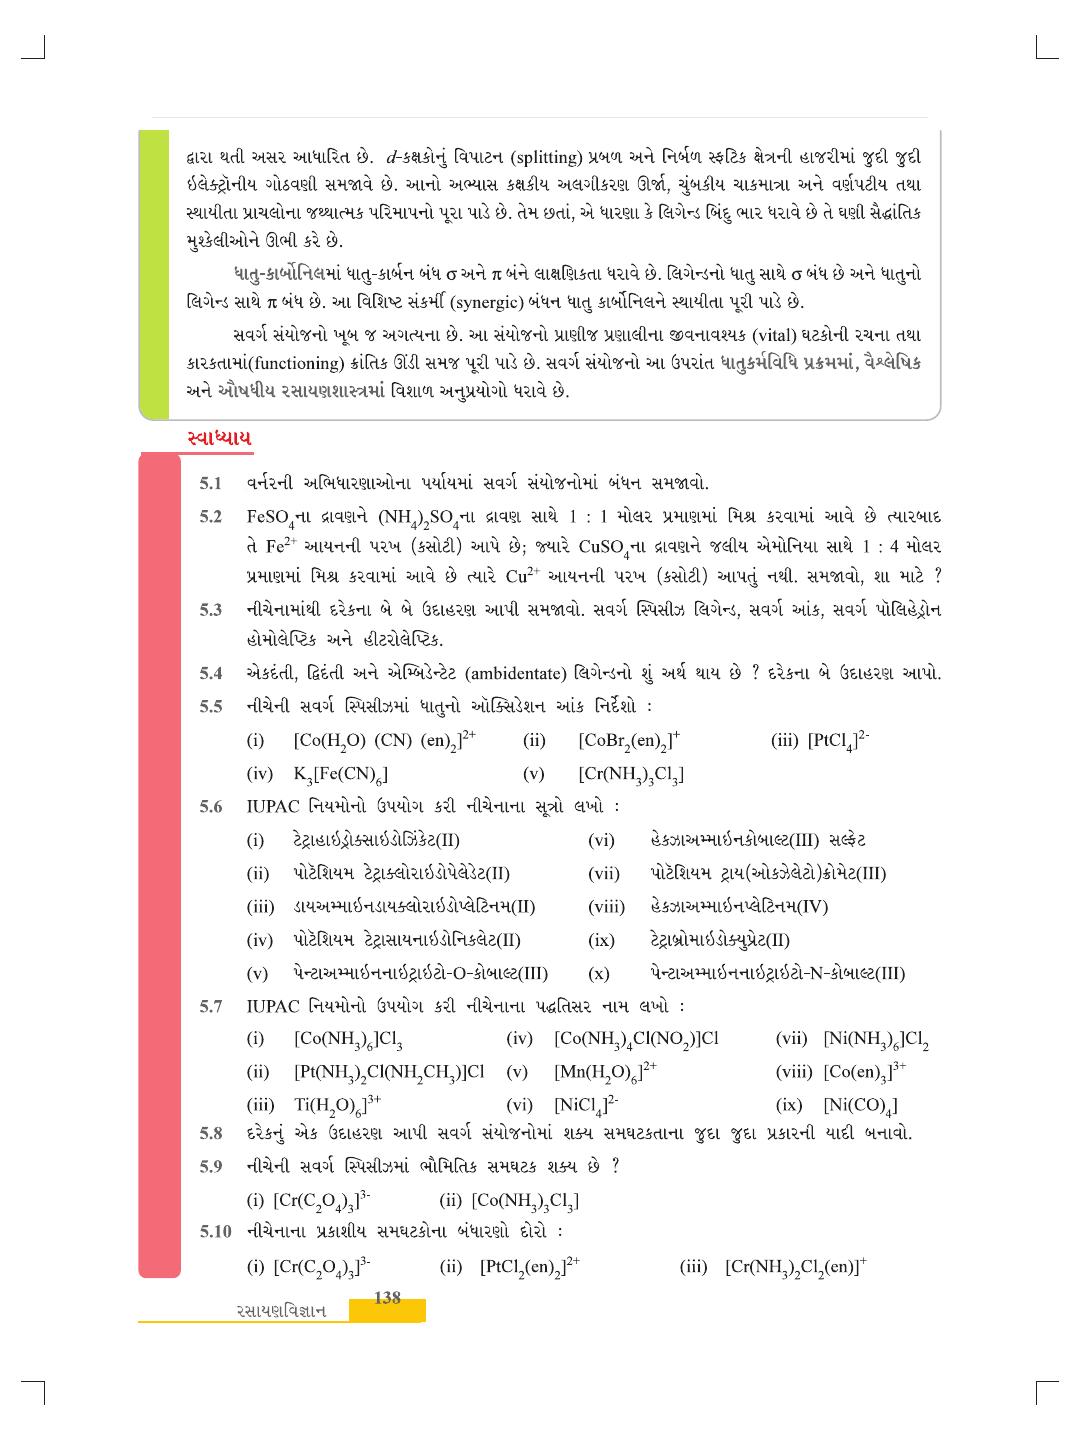 દ્વારા થતી અસર આધારિત છે. d-કક્ષકોનું વિપાટન (splitting) પ્રબળ અને નિર્બળ સ્ફટિક ક્ષેત્રની હાજરીમાં જુદી જુદી
ઇલેક્ટ્રૉનીય ગોઠવણી સમજાવે છે. આનો અભ્યાસ કક્ષકીય અલગીકરણ ઊર્જા, ચુંબકીય ચાકમાત્રા અને વર્ણપટીય તથા
સ્થાયીતા પ્રાચલોના જથ્થાત્મક પરિમાપનો પૂરા પાડે છે. તેમ છતાં, એ ધારણા કે લિગેન્ડ બિંદુ ભાર ધરાવે છે તે ઘણી સૈદ્ધાંતિક
મુશ્કેલીઓને ઊભી કરે છે.
ધાતુ-કાર્બોનિલમાં ધાતુ-કાર્બન બંધ σ અને π બંને લાક્ષણિકતા ધરાવે છે. લિગેન્ડનો ધાતુ સાથે σ બંધ છે અને ધાતુનો
લિગેન્ડ સાથે π બંધ છે. આ વિશિષ્ટ સંકર્મી (synergic) બંધન ધાતુ કાર્બોનિલને સ્થાયીતા પૂરી પાડે છે.
સવર્ગ સંયોજનો ખૂબ જ અગત્યના છે. આ સંયોજનો પ્રાણીજ પ્રણાલીના જીવનાવશ્યક (vital) ઘટકોની રચના તથા
કારકતામાં(functioning) ક્રાંતિક ઊંડી સમજ પૂરી પાડે છે. સવર્ગ સંયોજનો આ ઉપરાંત ધાતુકર્મવિધિ પ્રક્રમમાં, વૈશ્લેષિક
અને ઔષધીય રસાયણશાસ્ત્રમાં વિશાળ અનુપ્રયોગો ધરાવે છે.
સ્વાધ્યાય
5.1 વર્નરની અભિધારણાઓના પર્યાયમાં સવર્ગ સંયોજનોમાં બંધન સમજાવો.
5.2 FeSO₄ના દ્રાવણને (NH₄)₂SO₄ના દ્રાવણ સાથે 1 : 1 મોલર પ્રમાણમાં મિશ્ર કરવામાં આવે છે ત્યારબાદ
તે Fe²⁺ આયનની પરખ (કસોટી) આપે છે; જ્યારે CuSO₄ના દ્રાવણને જલીય એમોનિયા સાથે 1 : 4 મોલર
પ્રમાણમાં મિશ્ર કરવામાં આવે છે ત્યારે Cu²⁺ આયનની પરખ (કસોટી) આપતું નથી. સમજાવો, શા માટે ?
5.3 નીચેનામાંથી દરેકના બે બે ઉદાહરણ આપી સમજાવો. સવર્ગ સ્પિસીઝ લિગેન્ડ, સવર્ગ આંક, સવર્ગ પૉલિહેડ્રોન
હોમોલેપ્ટિક અને હીટરોલેપ્ટિક.
5.4 એકદંતી, દ્વિદંતી અને એમ્બિડેન્ટેટ (ambidentate) લિગેન્ડનો શું અર્થ થાય છે ? દરેકના બે ઉદાહરણ આપો.
5.5 નીચેની સવર્ગ સ્પિસીઝમાં ધાતુનો ઑક્સિડેશન આંક નિર્દેશો :
(i) [Co(H₂O) (CN) (en)₂]²⁺ (ii) [CoBr₂(en)₂]⁺ (iii) [PtCl₄]²⁻
(iv) K₃[Fe(CN)₆] (v) [Cr(NH₃)₃Cl₃]
5.6 IUPAC નિયમોનો ઉપયોગ કરી નીચેનાના સૂત્રો લખો :
(i) ટેટ્રાહાઇડ્રોક્સાઇડોઝિંકેટ(II) (vi) હેકઝાઅમ્માઇનકોબાલ્ટ(III) સલ્ફેટ
(ii) પોટૅશિયમ ટેટ્રાક્લોરાઇડોપેલેડેટ(II) (vii) પોટૅશિયમ ટ્રાય(ઓકઝેલેટો)ક્રોમેટ(III)
(iii) ડાયઅમ્માઇનડાયક્લોરાઇડોપ્લેટિનમ(II) (viii) હેકઝાઅમ્માઇનપ્લેટિનમ(IV)
(iv) પોટૅશિયમ ટેટ્રાસાયનાઇડોનિકલેટ(II) (ix) ટેટ્રાબ્રોમાઇડોક્યુપ્રેટ(II)
(v) પેન્ટાઅમ્માઇનનાઇટ્રાઇટો-O-કોબાલ્ટ(III) (x) પેન્ટાઅમ્માઇનનાઇટ્રાઇટો-N-કોબાલ્ટ(III)
5.7 IUPAC નિયમોનો ઉપયોગ કરી નીચેનાના પદ્ધતિસર નામ લખો :
(i) [Co(NH₃)₆]Cl₃ (iv) [Co(NH₃)₄Cl(NO₂)]Cl (vii) [Ni(NH₃)₆]Cl₂
(ii) [Pt(NH₃)₂Cl(NH₂CH₃)]Cl (v) [Mn(H₂O)₆]²⁺ (viii) [Co(en)₃]³⁺
(iii) Ti(H₂O)₆]³⁺ (vi) [NiCl₄]²⁻ (ix) [Ni(CO)₄]
5.8 દરેકનું એક ઉદાહરણ આપી સવર્ગ સંયોજનોમાં શક્ય સમઘટકતાના જુદા જુદા પ્રકારની યાદી બનાવો.
5.9 નીચેની સવર્ગ સ્પિસીઝમાં ભૌમિતિક સમઘટક શક્ય છે ?
(i) [Cr(C₂O₄)₃]³⁻ (ii) [Co(NH₃)₃Cl₃]
5.10 નીચેનાના પ્રકાશીય સમઘટકોના બંધારણો દોરો :
(i) [Cr(C₂O₄)₃]³⁻ (ii) [PtCl₂(en)₂]²⁺ (iii) [Cr(NH₃)₂Cl₂(en)]⁺
રસાયણવિજ્ઞાન 138